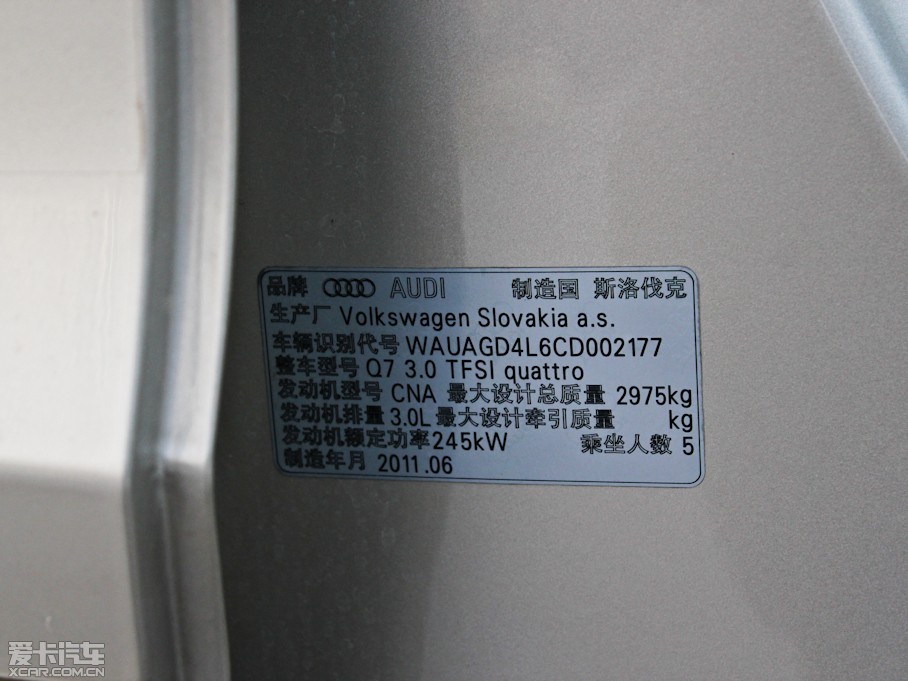 品牌 AUDI 制造国 斯洛伐克
生产厂 Volkswagen Slovakia a.s.
车辆识别代号 WAUAGD4L6CD002177
整车型号 Q7 3.0 TFSI quattro
发动机型号 CNA 最大设计总质量 2975kg
发动机排量 3.0L 最大设计牵引质量 kg
发动机额定功率 245kW 乘坐人数 5
制造年月 2011.06
爱卡汽车
XCAR.COM.CN